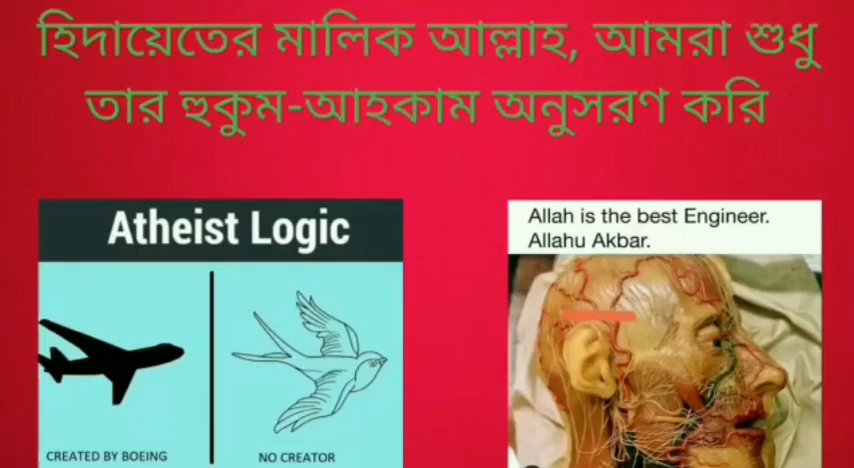 হিদায়েতের মালিক আল্লাহ, আমরা শুধু
তার হুকুম-আহকাম অনুসরণ করি
Atheist Logic
CREATED BY BOEING
NO CREATOR
Allah is the best Engineer.
Allahu Akbar.